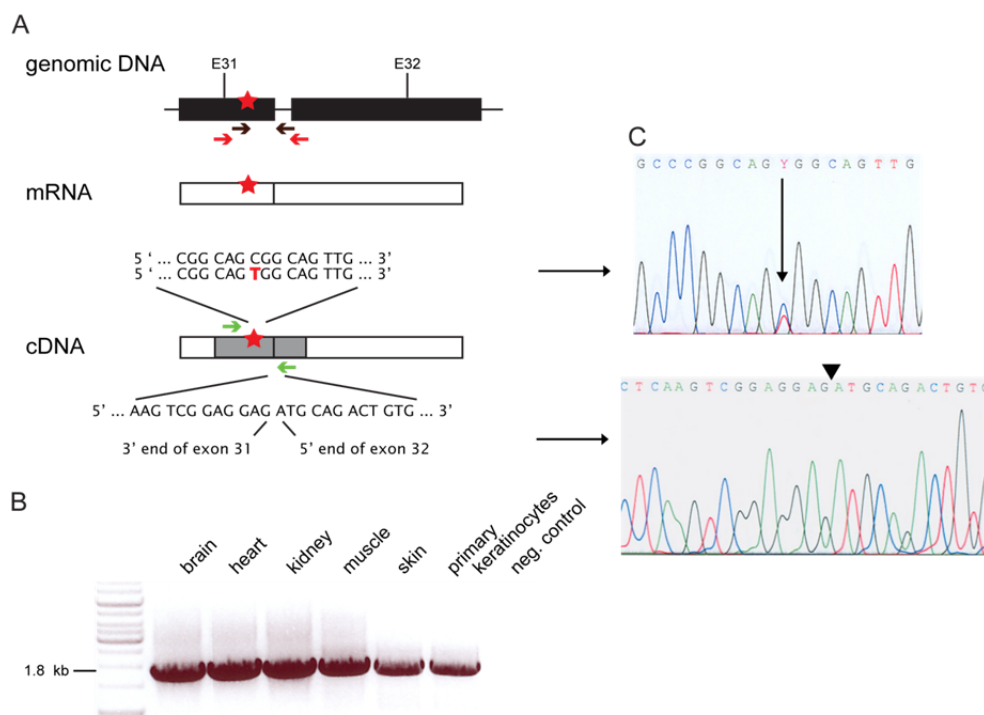 A
genomic DNA
E31
E32
mRNA
5 ‘ ... CGG CAG CGG CAG TTG ... 3’
5 ‘ ... CGG CAG TGG CAG TTG ... 3’
cDNA
5’ ... AAG TCG GAG GAG ATG CAG ACT GTG ... 3’
3’ end of exon 31
5’ end of exon 32
B
brain
heart
kidney
muscle
skin
primary
keratinocytes
neg. control
1.8 kb
C
G C C C G G C A G Y G G C A G T T G
C T C A A G T C G G A G G A G A T G C A G A C T G T G